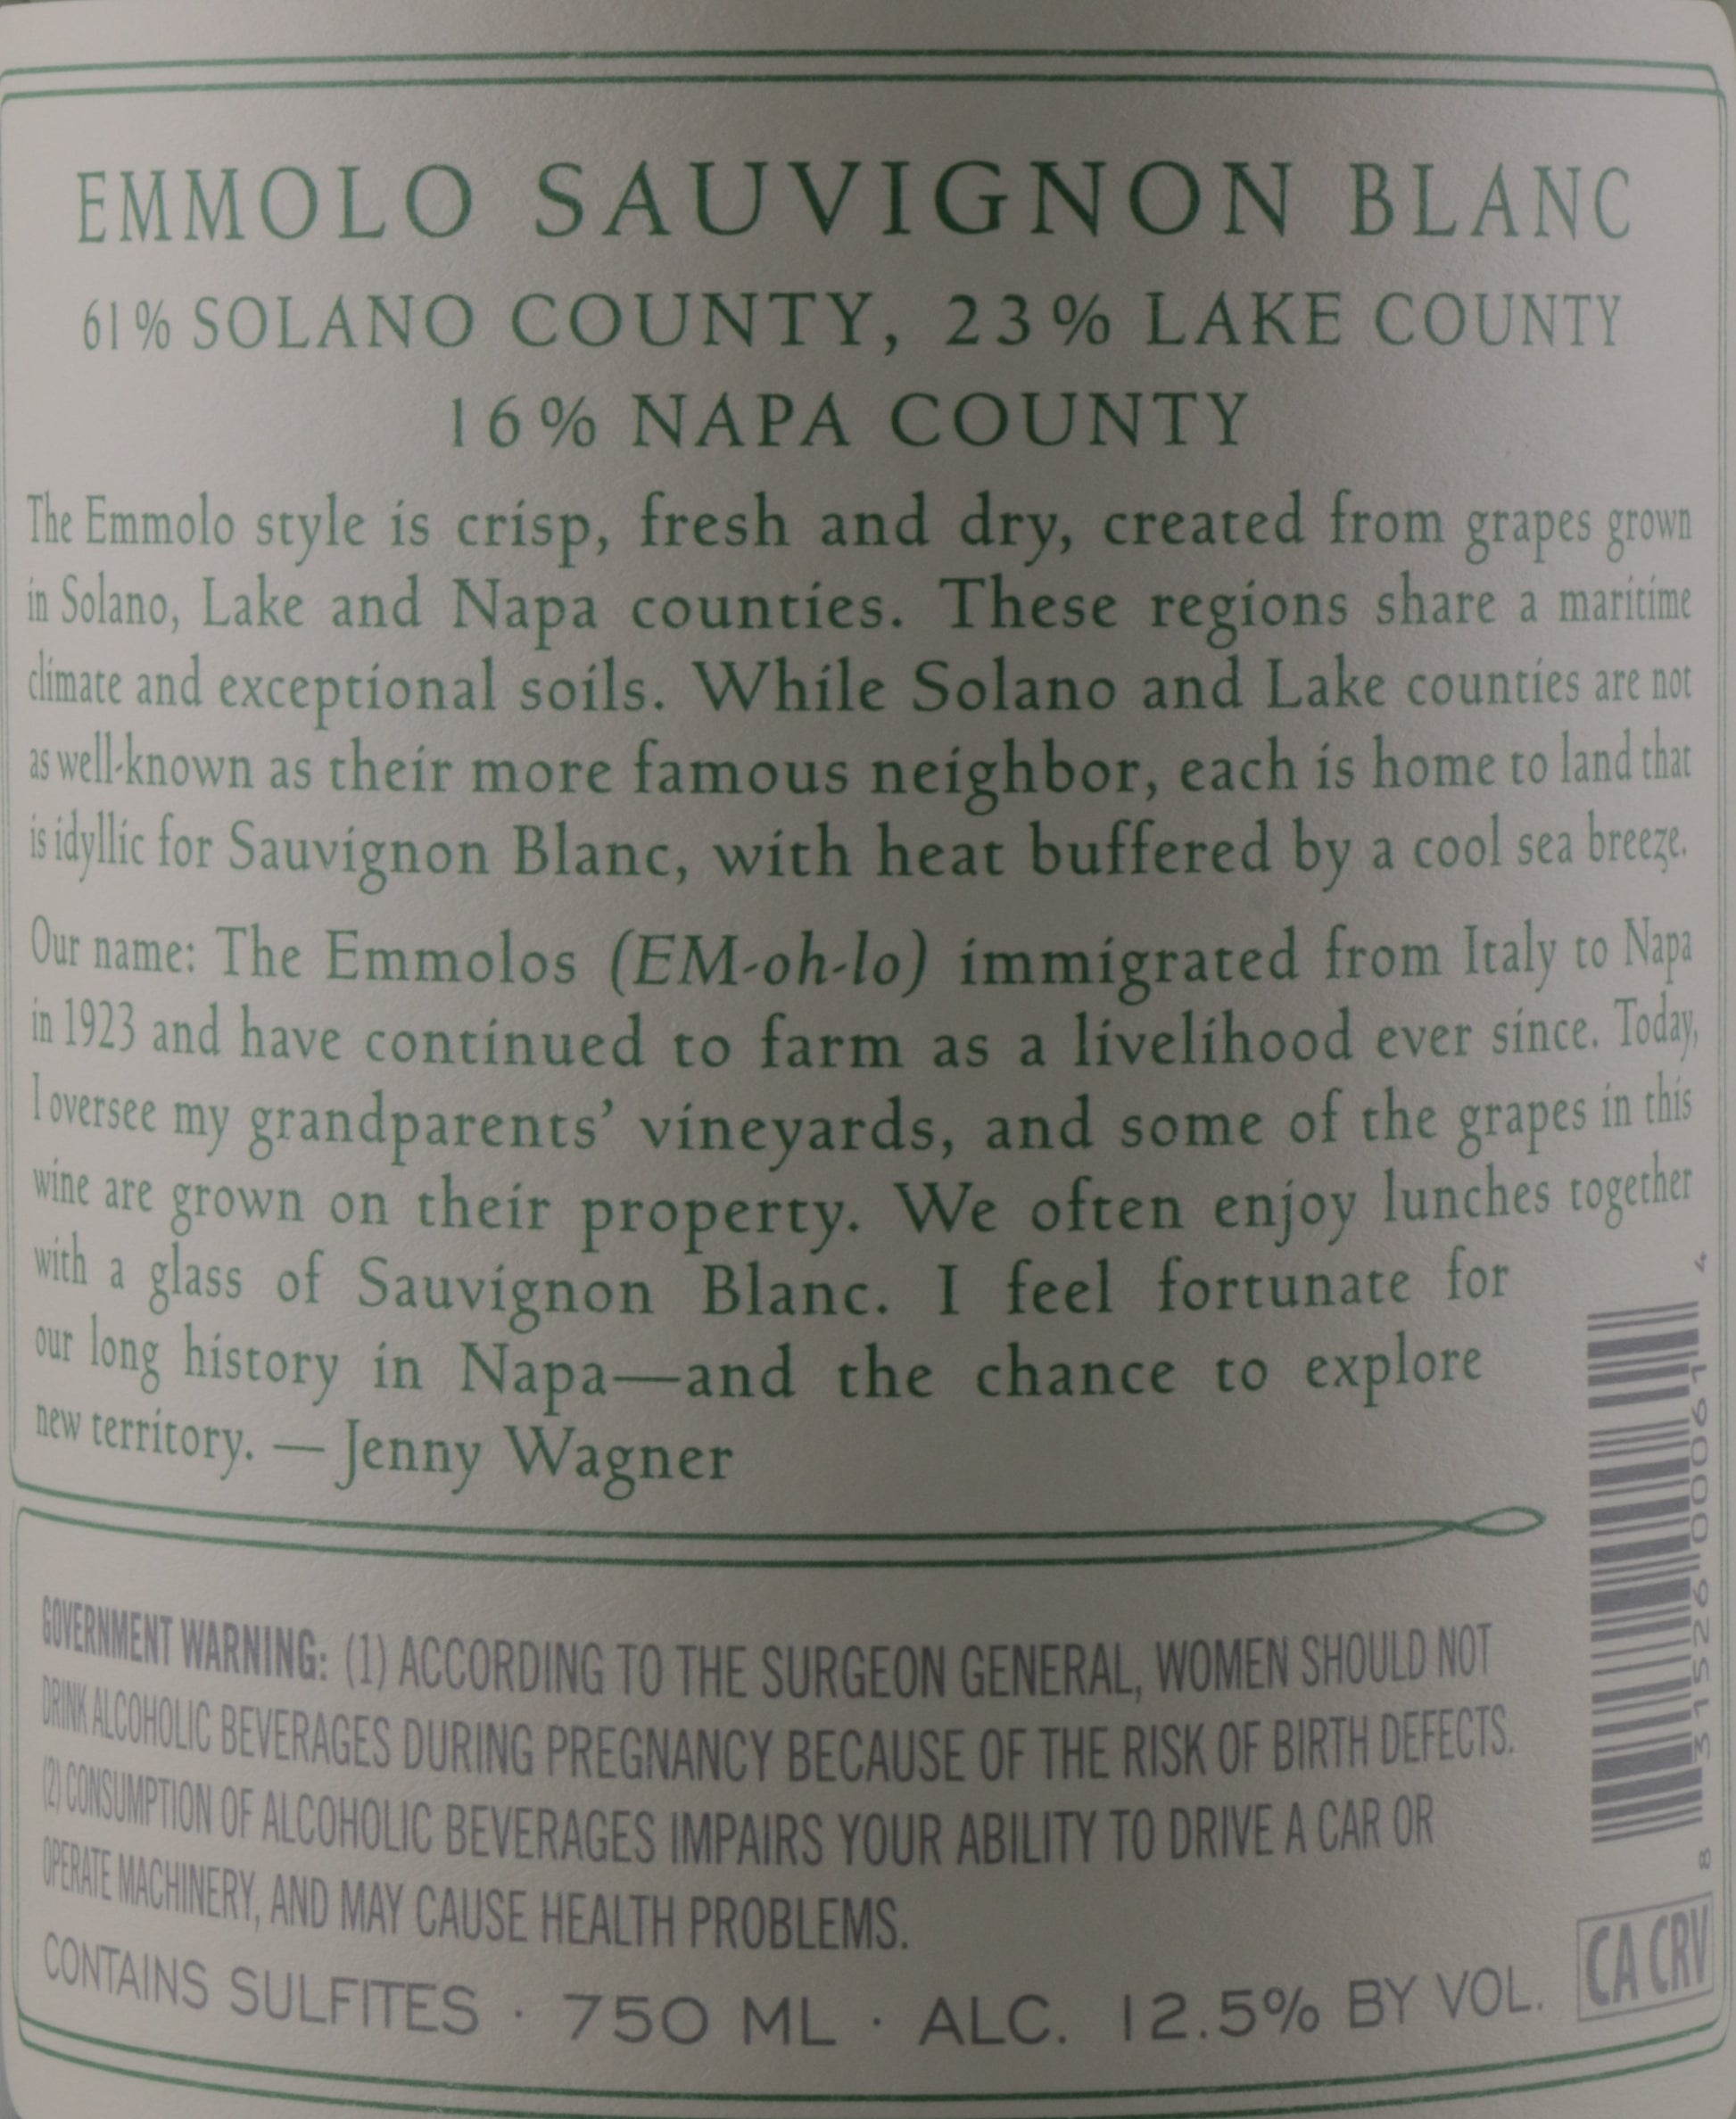 EMMOLO SAUVIGNON BLANC
61% SOLANO COUNTY, 23% LAKE COUNTY
16% NAPA COUNTY
The Emmolo style is crisp, fresh and dry, created from grapes grown
in Solano, Lake and Napa counties. These regions share a maritime
climate and exceptional soils. While Solano and Lake counties are not
as well-known as their more famous neighbor, each is home to land that
is idyllic for Sauvignon Blanc, with heat buffered by a cool sea breeze.
Our name: The Emmolos (EM-oh-lo) immigrated from Italy to Napa
in 1923 and have continued to farm as a livelihood ever since. Today,
I oversee my grandparents’ vineyards, and some of the grapes in this
wine are grown on their property. We often enjoy lunches together
with a glass of Sauvignon Blanc. I feel fortunate for
our long history in Napa—and the chance to explore
new territory. — Jenny Wagner
GOVERNMENT WARNING: (1) ACCORDING TO THE SURGEON GENERAL, WOMEN SHOULD NOT
DRINK ALCOHOLIC BEVERAGES DURING PREGNANCY BECAUSE OF THE RISK OF BIRTH DEFECTS.
(2) CONSUMPTION OF ALCOHOLIC BEVERAGES IMPAIRS YOUR ABILITY TO DRIVE A CAR OR
OPERATE MACHINERY, AND MAY CAUSE HEALTH PROBLEMS.
CONTAINS SULFITES · 750 ML · ALC. 12.5% BY VOL.
8 31526 00061 4
CA CRV